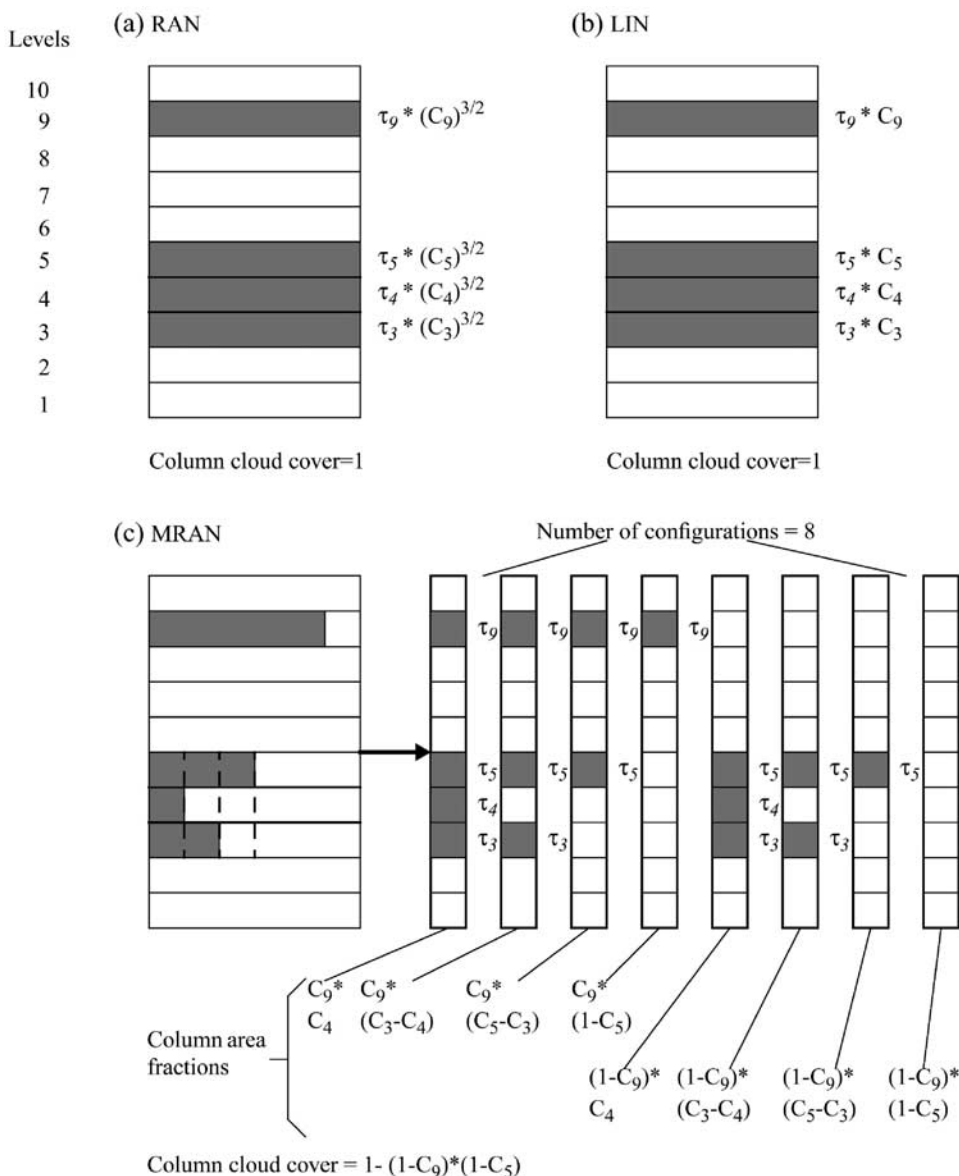 (a) RAN
(b) LIN
Levels
10
9
8
7
6
5
4
3
2
1
τ9 * (C9)3/2
τ5 * (C5)3/2
τ4 * (C4)3/2
τ3 * (C3)3/2
τ9 * C9
τ5 * C5
τ4 * C4
τ3 * C3
Column cloud cover=1
Column cloud cover=1
(c) MRAN
Number of configurations = 8
τ9 τ9 τ9 τ9
τ5 τ5 τ5 τ5 τ5 τ5
τ4 τ4
τ3 τ3 τ3 τ3
Column area
fractions
C9* C9* C9* C9*
C4 (C3-C4) (C5-C3) (1-C5)
(1-C9)* (1-C9)* (1-C9)* (1-C9)*
C4 (C3-C4) (C5-C3) (1-C5)
Column cloud cover = 1- (1-C9)*(1-C5)